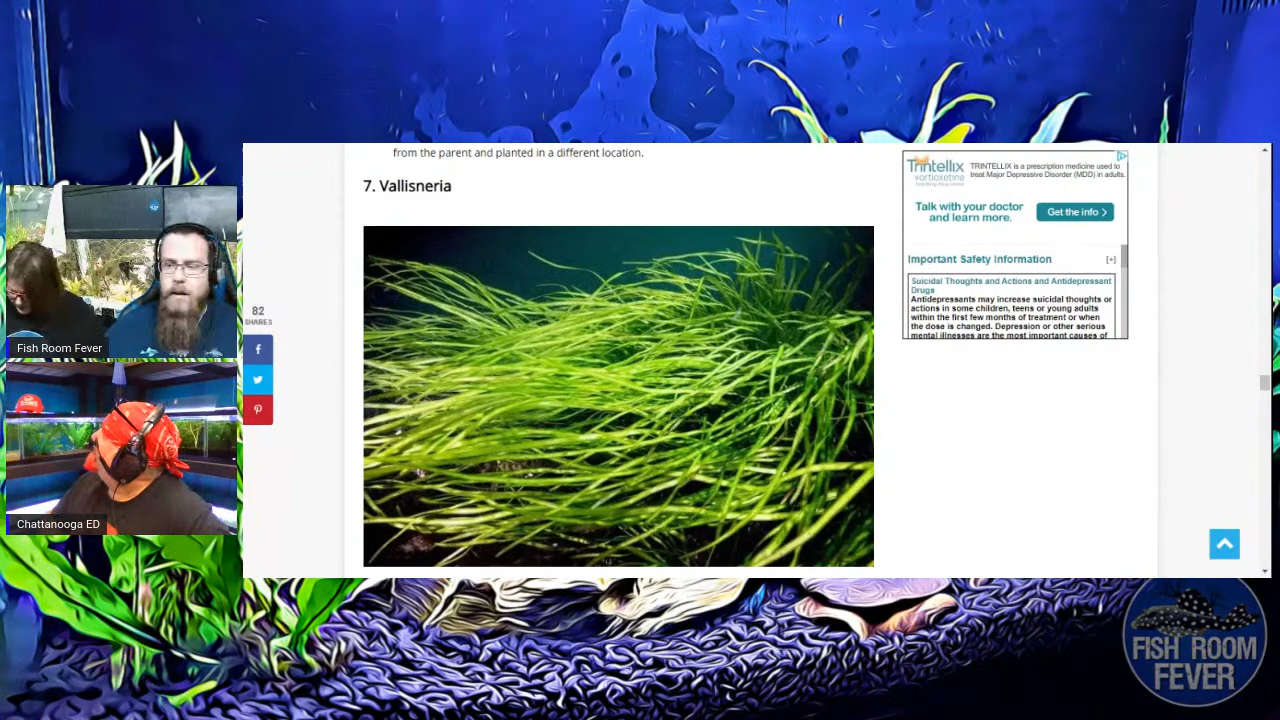 from the parent and planted in a different location.
7. Vallisneria
82
SHARES
Trintellix
vortioxetine
TRINTELLIX is a prescription medicine used to
treat Major Depressive Disorder (MDD) in adults.
Talk with your doctor
and learn more.
Get the info >
Important Safety Information
[+]
Suicidal Thoughts and Actions and Antidepressant
Drugs
Antidepressants may increase suicidal thoughts or
actions in some children, teens or young adults
within the first few months of treatment or when
the dose is changed. Depression or other serious
mental illnesses are the most important causes of
Fish Room Fever
Chattanooga ED
FISH ROOM
FEVER